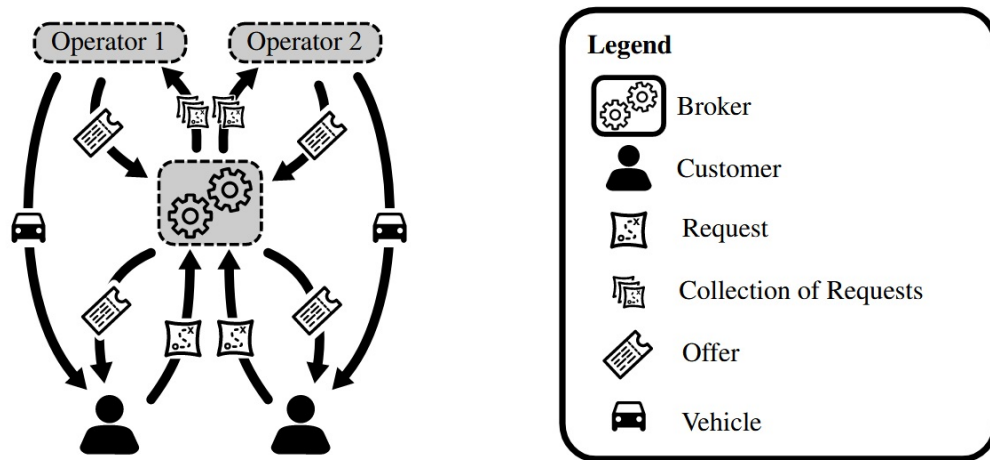 Operator 1
Operator 2
Legend
Broker
Customer
Request
Collection of Requests
Offer
Vehicle